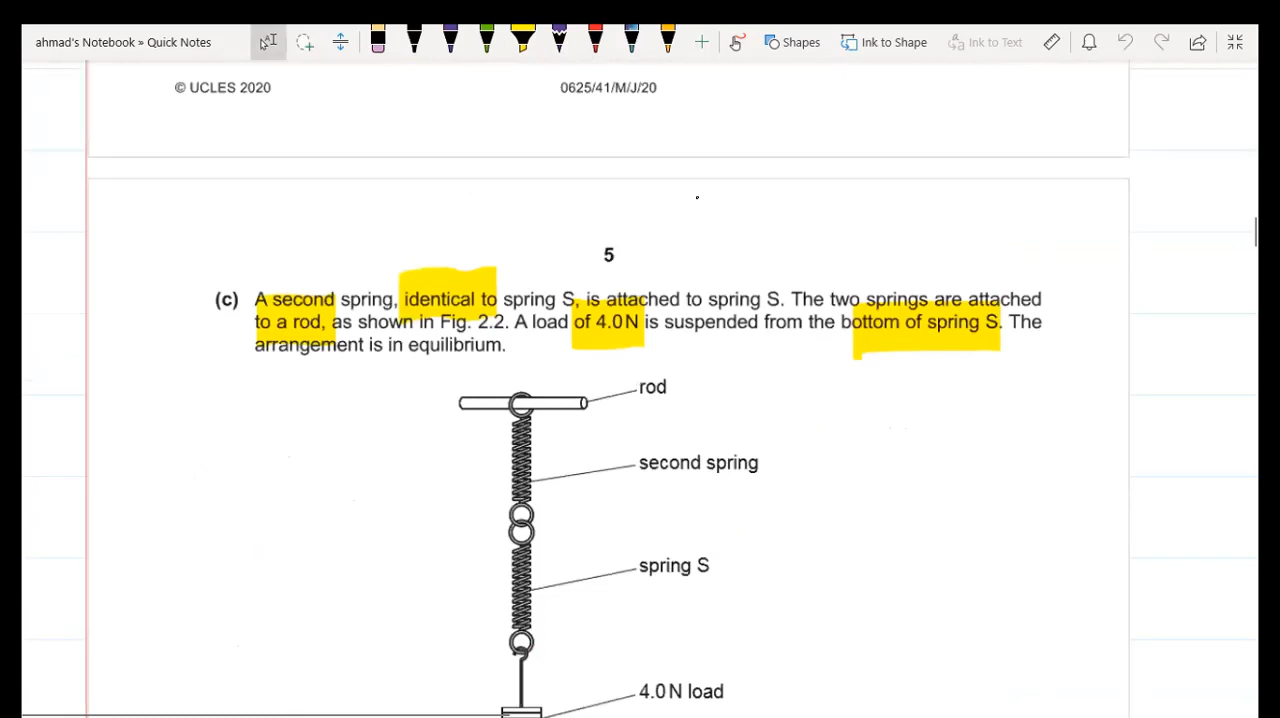 ahmad's Notebook » Quick Notes
Shapes
Ink to Shape
Ink to Text
© UCLES 2020
0625/41/M/J/20
5
(c) A second spring, identical to spring S, is attached to spring S. The two springs are attached
to a rod, as shown in Fig. 2.2. A load of 4.0 N is suspended from the bottom of spring S. The
arrangement is in equilibrium.
rod
second spring
spring S
4.0 N load